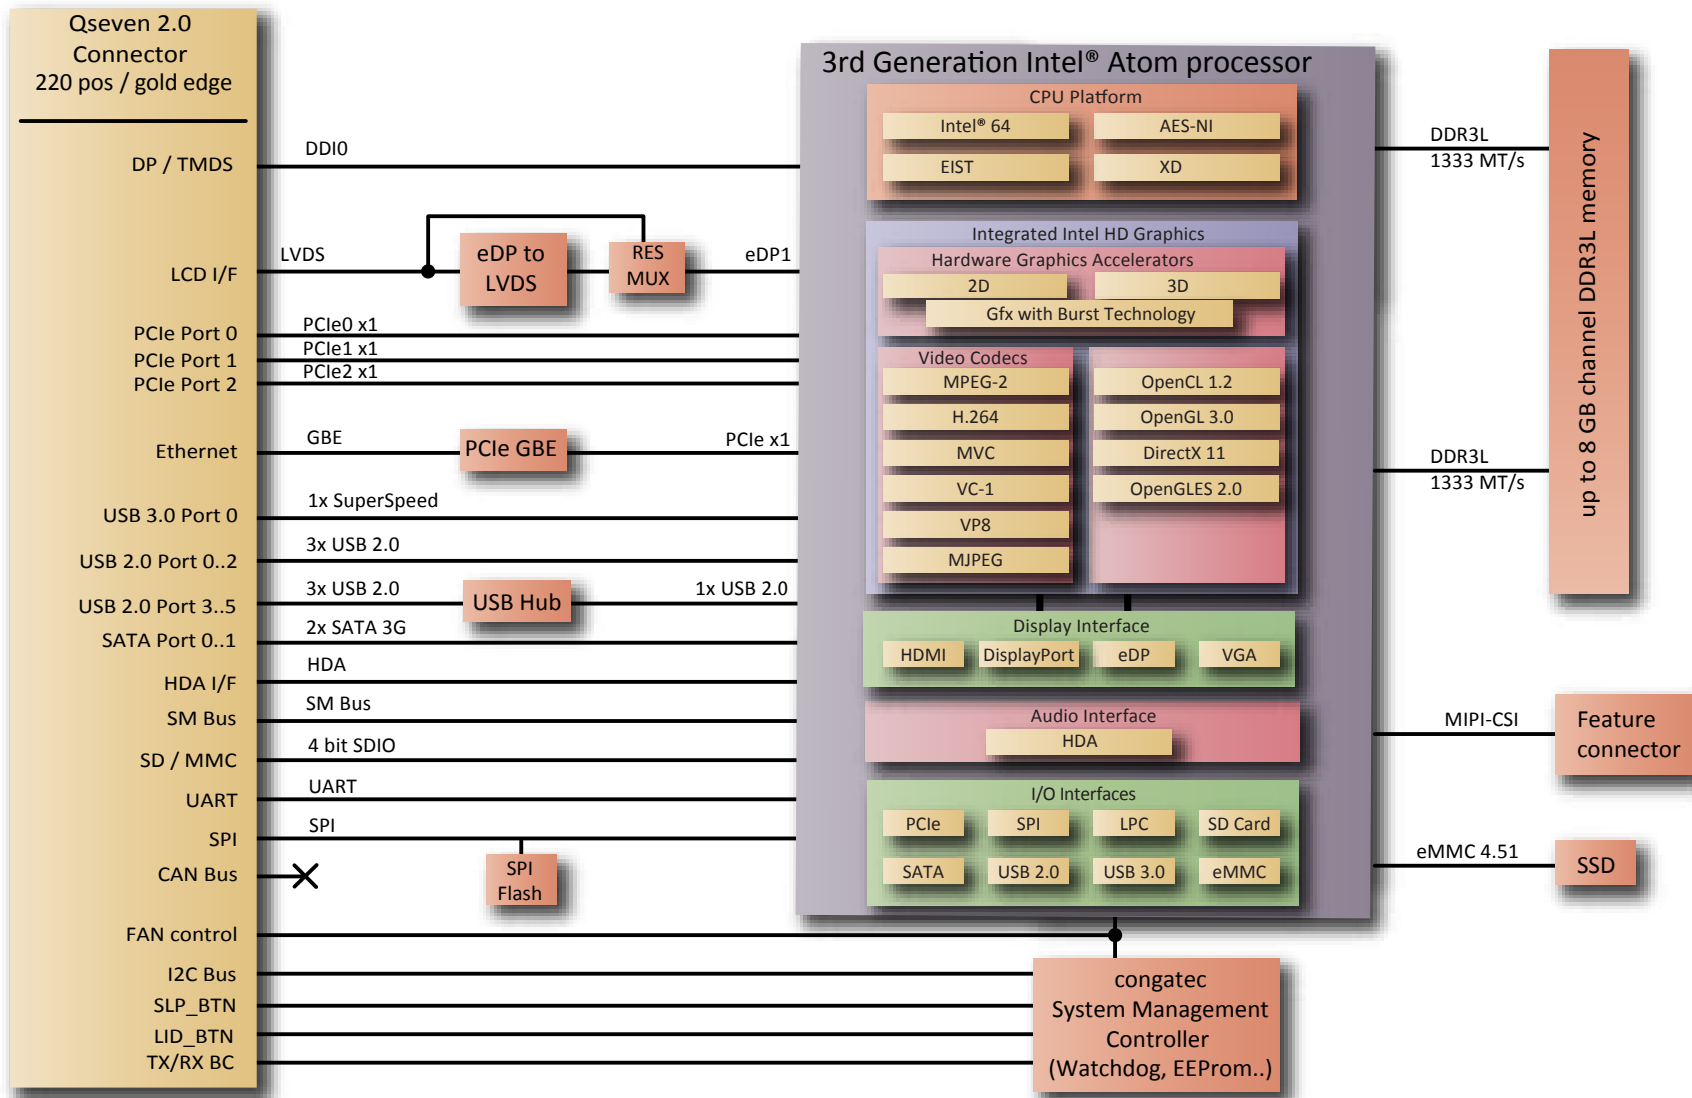 Qseven 2.0
Connector
220 pos / gold edge
DP / TMDS
LCD I/F
PCIe Port 0
PCIe Port 1
PCIe Port 2
Ethernet
USB 3.0 Port 0
USB 2.0 Port 0..2
USB 2.0 Port 3..5
SATA Port 0..1
HDA I/F
SM Bus
SD / MMC
UART
SPI
CAN Bus
FAN control
I2C Bus
SLP_BTN
LID_BTN
TX/RX BC
DDI0
LVDS
eDP to
LVDS
RES
MUX
eDP1
PCIe0 x1
PCIe1 x1
PCIe2 x1
GBE
PCIe GBE
PCIe x1
1x SuperSpeed
3x USB 2.0
3x USB 2.0
USB Hub
1x USB 2.0
2x SATA 3G
HDA
SM Bus
4 bit SDIO
UART
SPI
SPI
Flash
3rd Generation Intel® Atom processor
CPU Platform
Intel® 64
AES-NI
EIST
XD
Integrated Intel HD Graphics
Hardware Graphics Accelerators
2D
3D
Gfx with Burst Technology
Video Codecs
MPEG-2
H.264
MVC
VC-1
VP8
MJPEG
OpenCL 1.2
OpenGL 3.0
DirectX 11
OpenGLES 2.0
Display Interface
HDMI
DisplayPort
eDP
VGA
Audio Interface
HDA
I/O Interfaces
PCIe
SPI
LPC
SD Card
SATA
USB 2.0
USB 3.0
eMMC
congatec
System Management
Controller
(Watchdog, EEProm..)
DDR3L
1333 MT/s
DDR3L
1333 MT/s
up to 8 GB channel DDR3L memory
MIPI-CSI
Feature
connector
eMMC 4.51
SSD